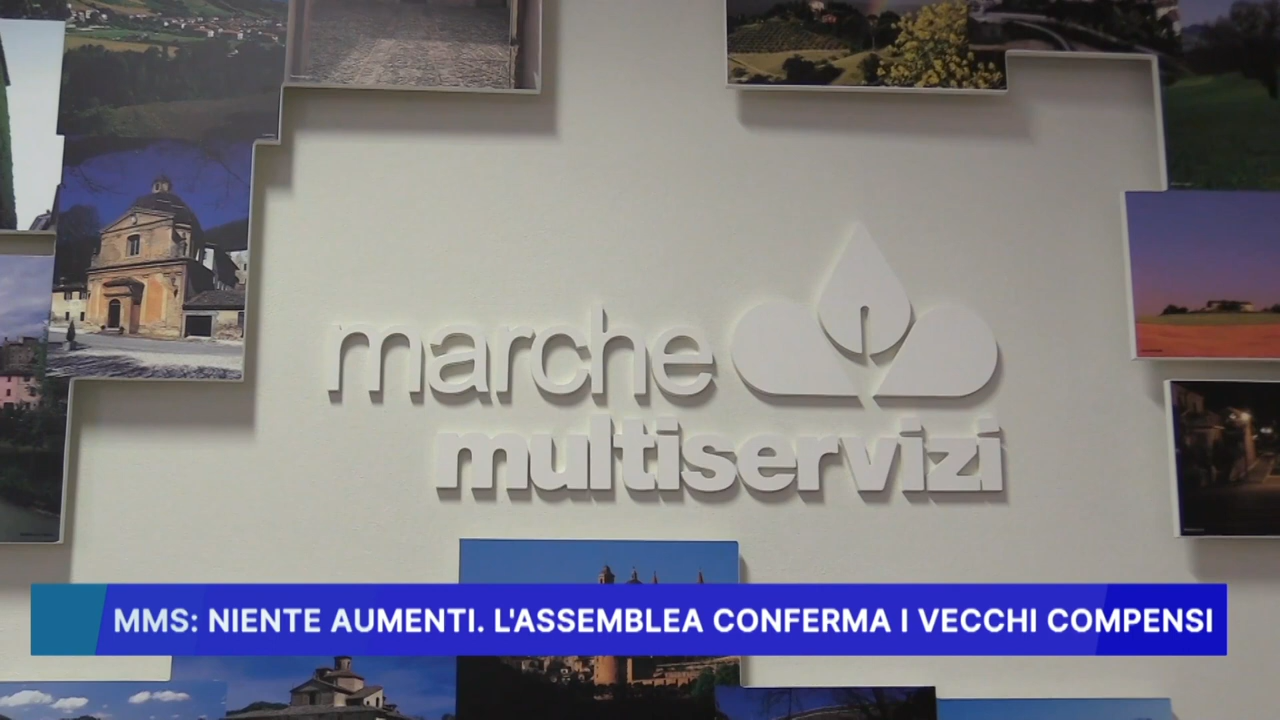 marche
multiservizi
MMS: NIENTE AUMENTI. L'ASSEMBLEA CONFERMA I VECCHI COMPENSI